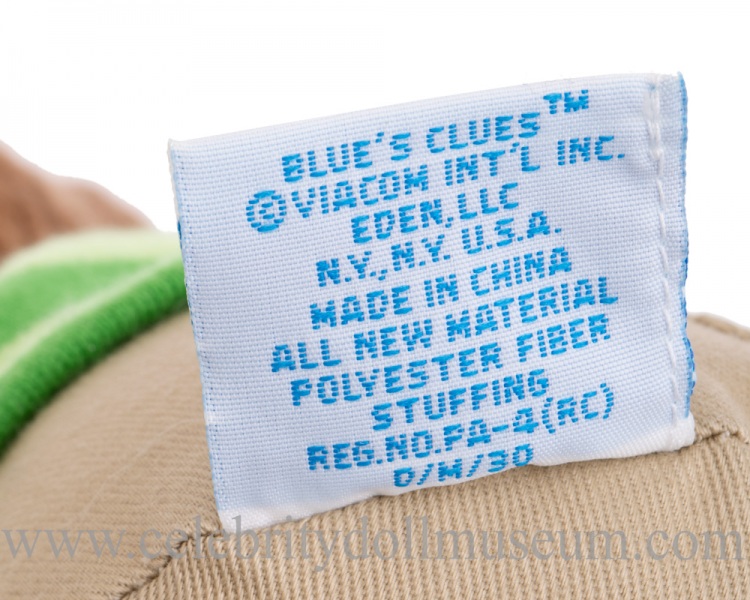 BLUE'S CLUES™
©VIACOM INT'L INC.
EDEN, LLC
N.Y., N.Y. U.S.A.
MADE IN CHINA
ALL NEW MATERIAL
POLYESTER FIBER
STUFFING
REG.NO.PA-4(RC)
D/M/30
www.celebritydollmuseum.com